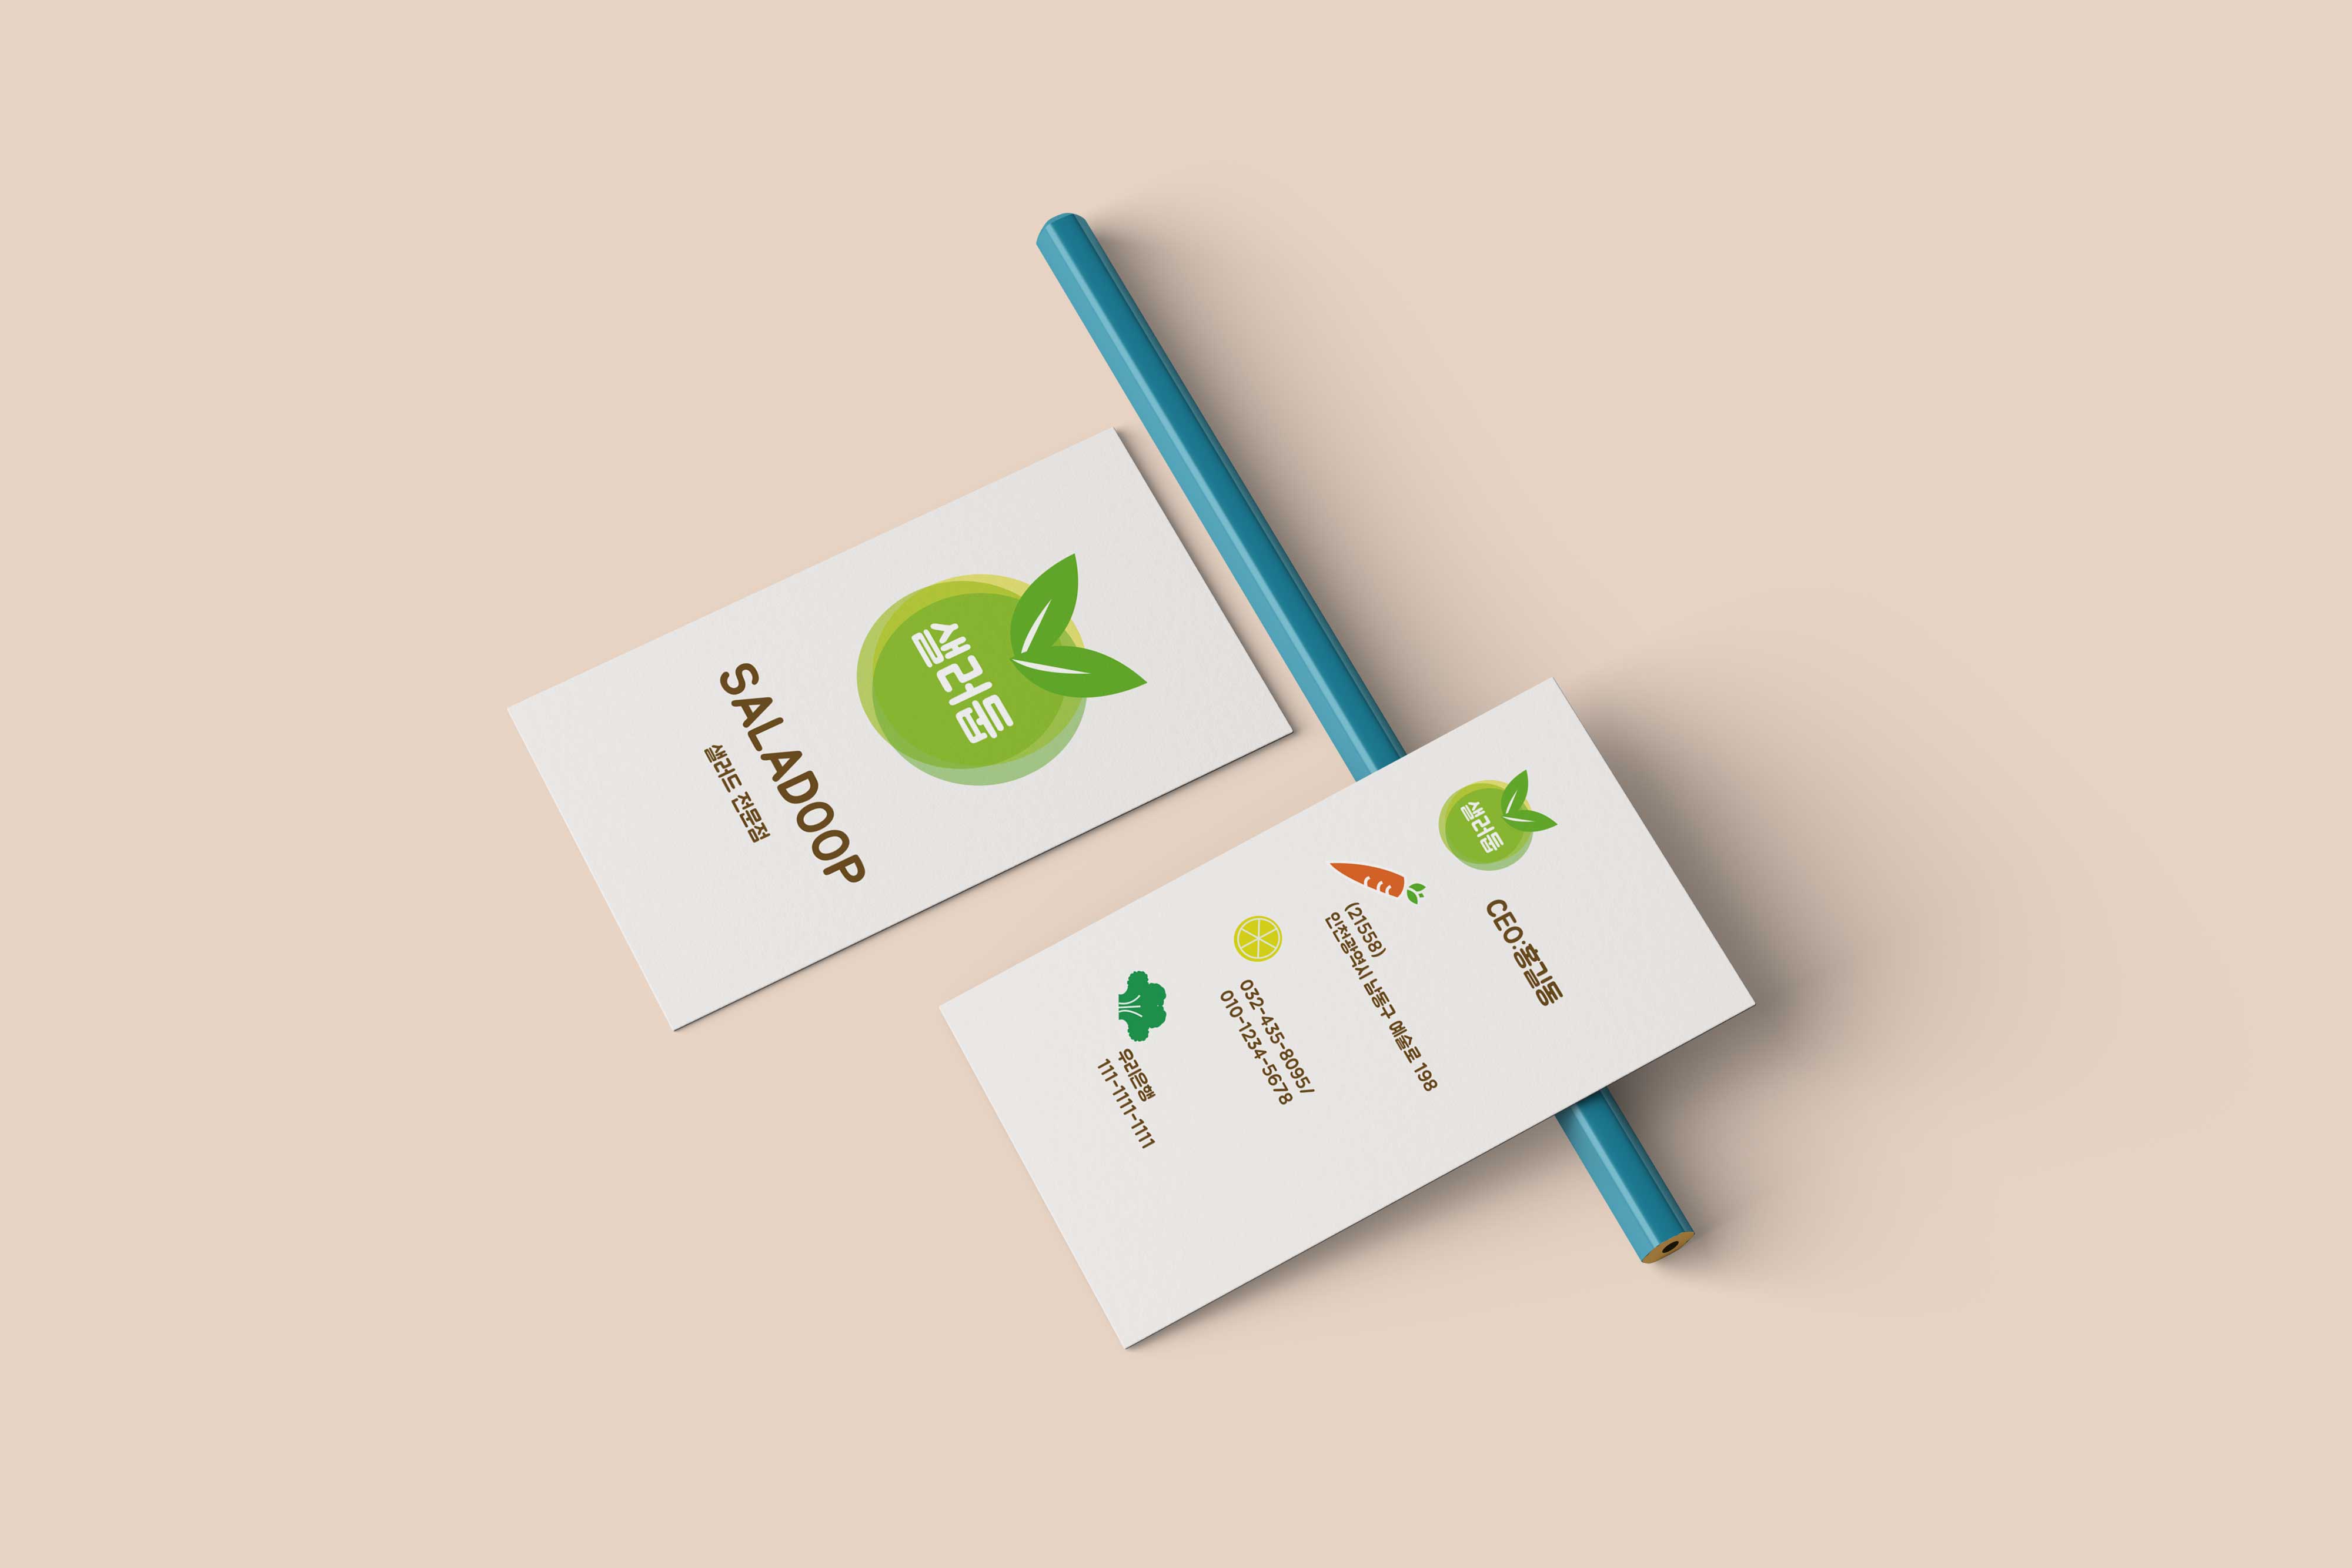 샐러둡
SALADOOP
샐러드 전문점
샐러둡
CEO:홍길동
(21558)
인천광역시 남동구 예술로 198
032-435-8095/
010-1234-5678
우리은행
111-1111-1111